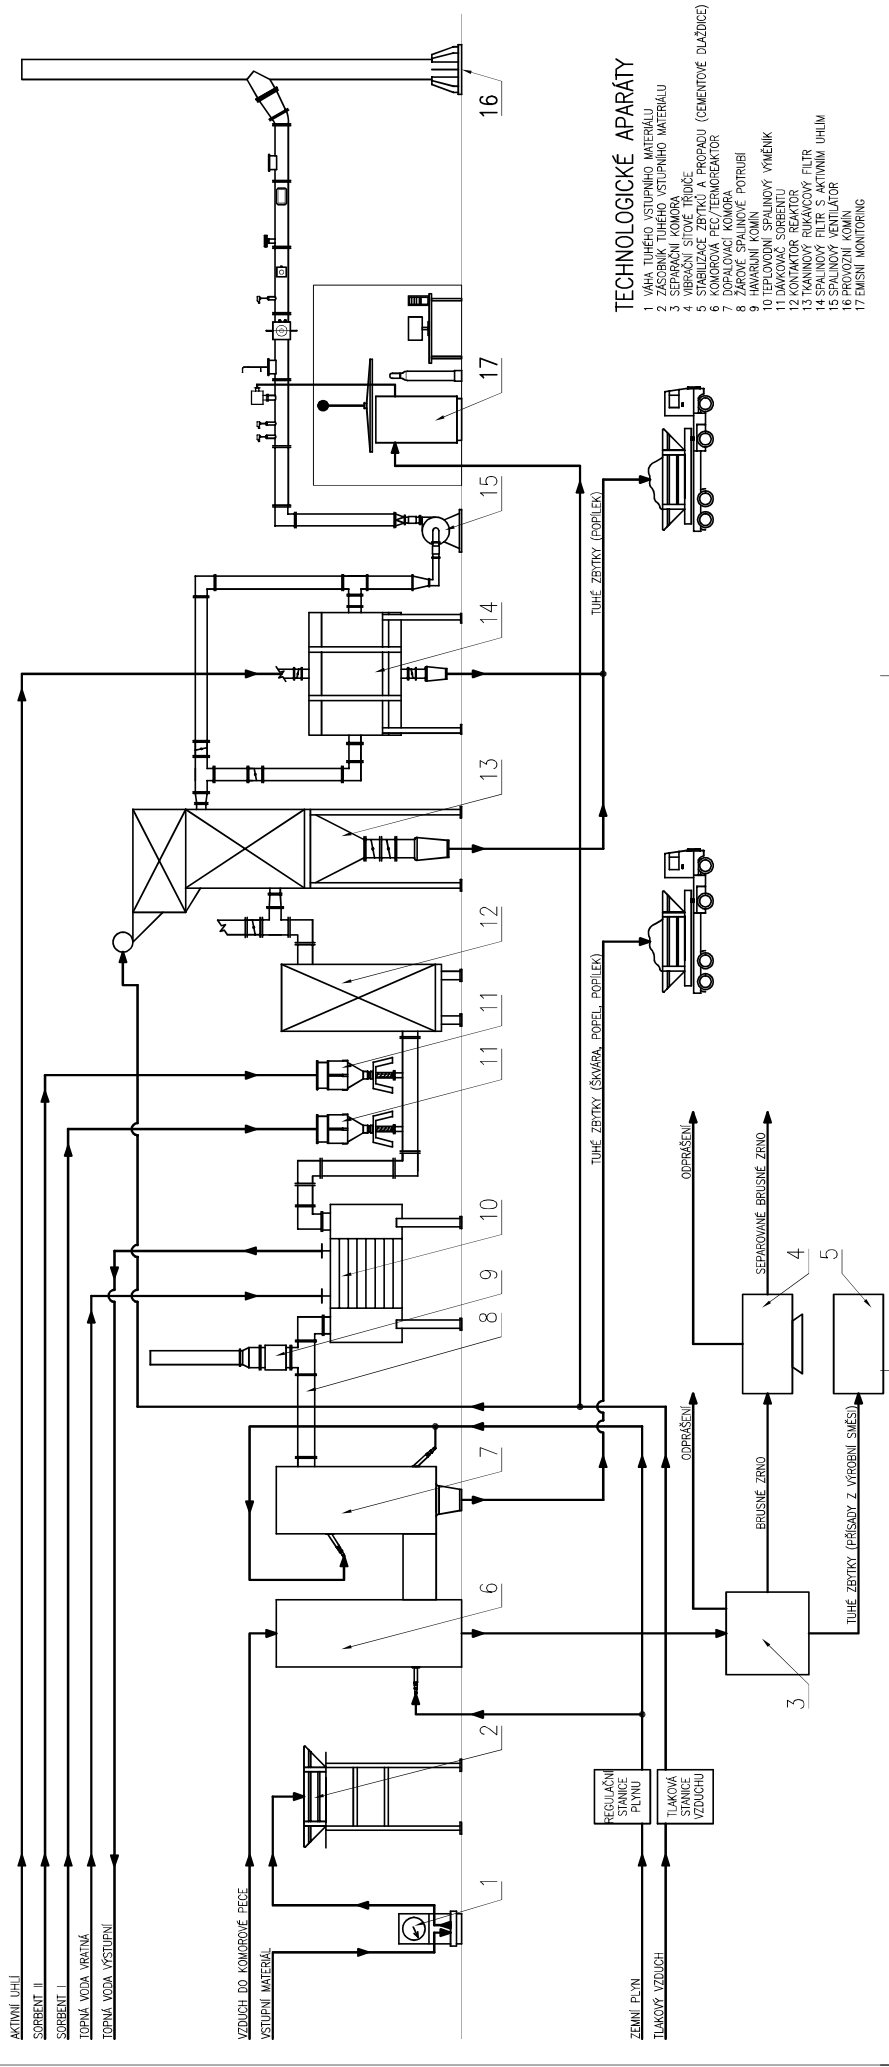 AKTIVNÍ UHLÍ
SORBENT II
SORBENT I
TOPNÁ VODA VRATNÁ
TOPNÁ VODA VÝSTUPNÍ
VZDUCH DO KOMOROVÉ PECE
VSTUPNÍ MATERIÁL
ZEMNÍ PLYN
TLAKOVÝ VZDUCH
REGULAČNÍ
STANICE
PLYNU
TLAKOVÁ
STANICE
VZDUCHU
1
2
3
4
5
6
7
8
9
10
11
11
12
13
14
15
16
17
ODPRÁŠENÍ
BRUSNÉ ZRNO
TUHÉ ZBYTKY (PŘÍSADY Z VÝROBNÍ SMĚSI)
ODPRÁŠENÍ
SEPAROVANÉ BRUSNÉ ZRNO
TUHÉ ZBYTKY (ŠKVÁRA, POPEL, POPÍLEK)
TUHÉ ZBYTKY (POPÍLEK)
TECHNOLOGICKÉ APARÁTY
1 VÁHA TUHÉHO VSTUPNÍHO MATERIÁLU
2 ZÁSOBNÍK TUHÉHO VSTUPNÍHO MATERIÁLU
3 SEPARAČNÍ KOMORA
4 VIBRAČNÍ SÍTOVÉ TŘIDIČE
5 STABILIZACE ZBYTKŮ A PROPADU (CEMENTOVÉ DLAŽDICE)
6 KOMOROVÁ PEC/TERMOREAKTOR
7 DOPALOVACÍ KOMORA
8 ŽÁROVÉ SPALINOVÉ POTRUBÍ
9 HAVARIJNÍ KOMÍN
10 TEPLOVODNÍ SPALINOVÝ VÝMĚNÍK
11 DÁVKOVAČ SORBENTU
12 KONTAKTOR REAKTOR
13 TKANINOVÝ RUKÁVCOVÝ FILTR
14 SPALINOVÝ FILTR S AKTIVNÍM UHLÍM
15 SPALINOVÝ VENTILÁTOR
16 PROVOZNÍ KOMÍN
17 EMISNÍ MONITORING